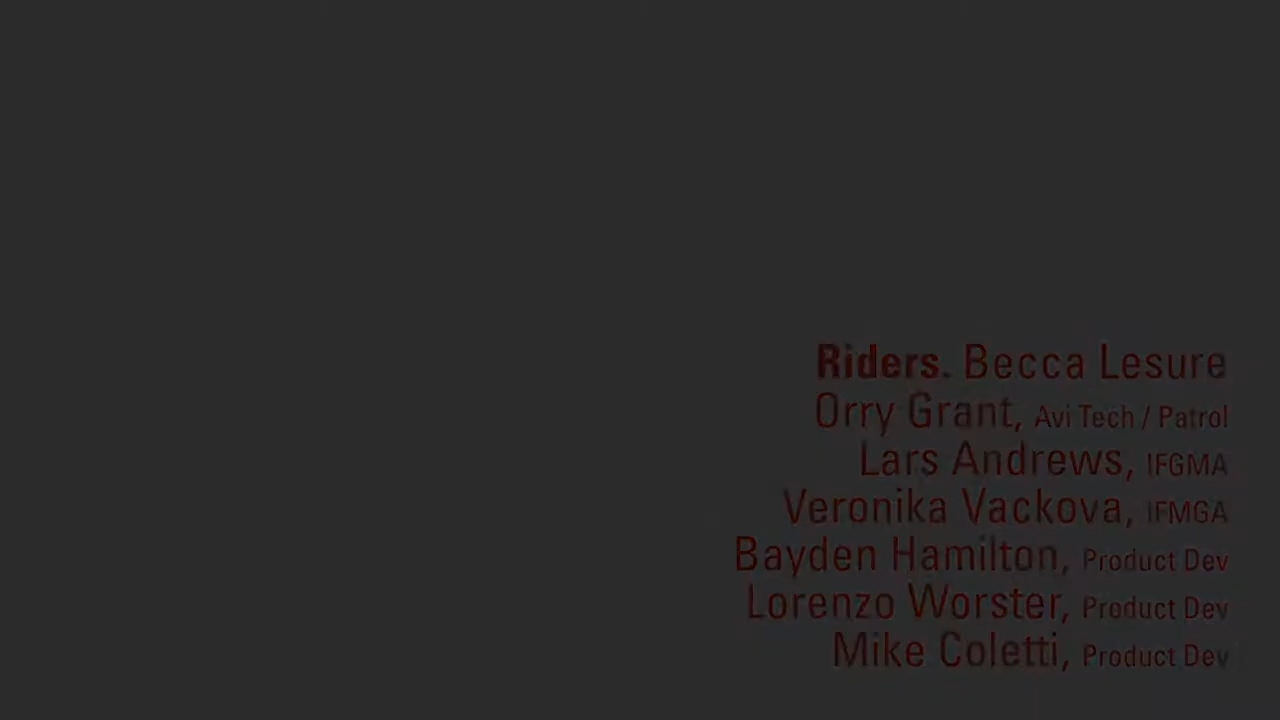 Riders. Becca Lesure
Orry Grant, Avi Tech / Patrol
Lars Andrews, IFGMA
Veronika Vackova, IFMGA
Bayden Hamilton, Product Dev
Lorenzo Worster, Product Dev
Mike Coletti, Product Dev